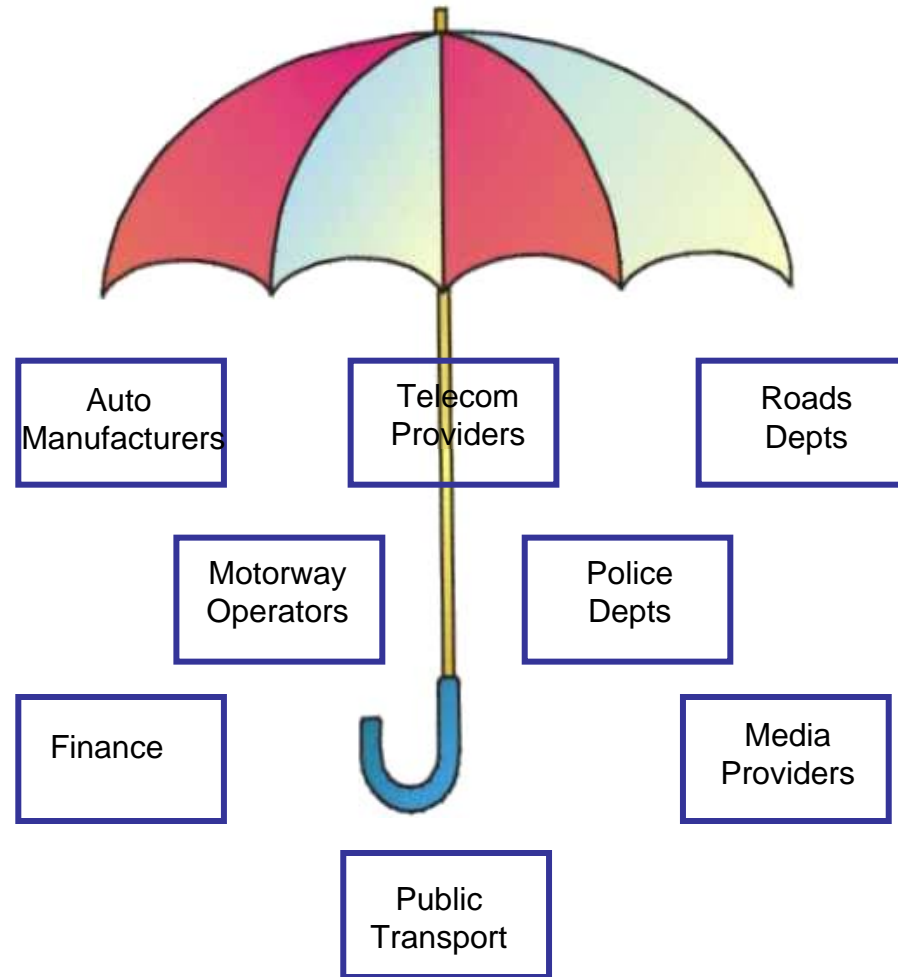 Auto
Manufacturers
Telecom
Providers
Roads
Depts
Motorway
Operators
Police
Depts
Finance
Media
Providers
Public
Transport